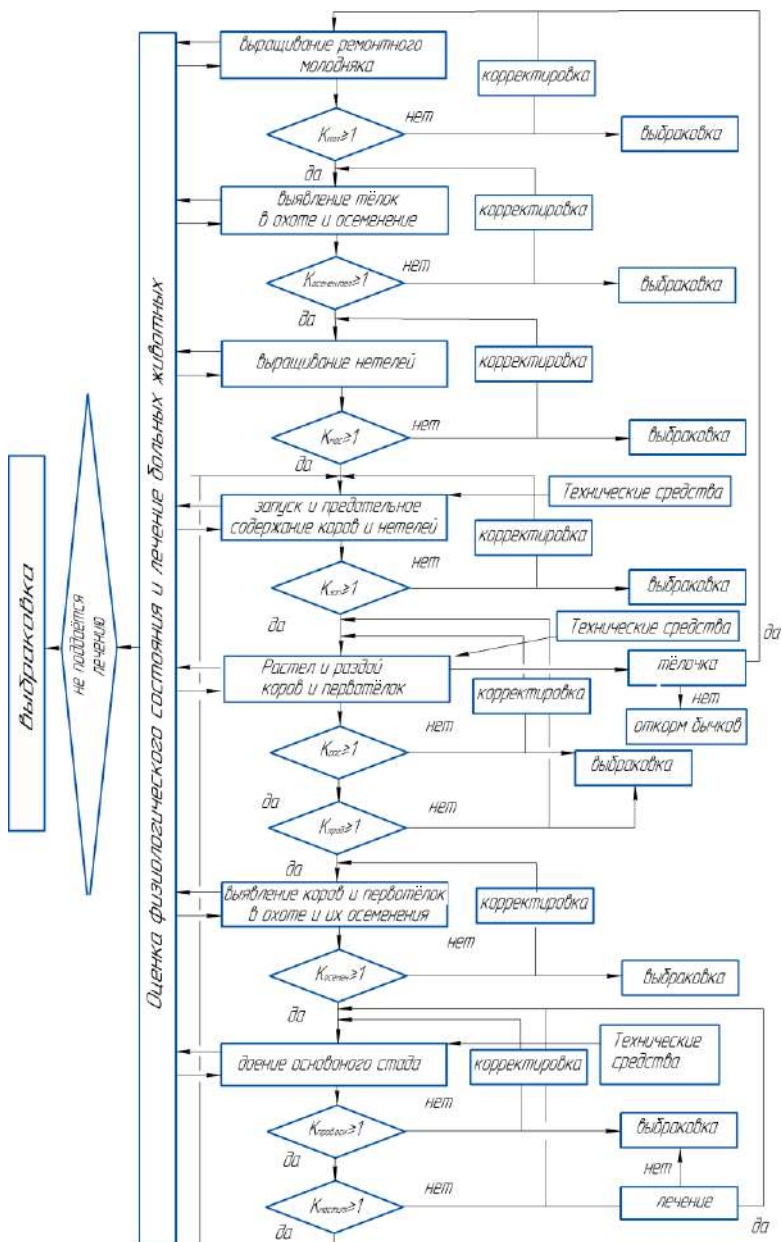 выращивание ремонтного
молодняка
корректировка
нет
выбраковка
да
выявление тёлок
в охоте и осеменение
корректировка
нет
выбраковка
да
выращивание нетелей
корректировка
нет
выбраковка
да
запуск и предательное
содержание коров и нетелей
Технические средства
корректировка
нет
выбраковка
да
Растел и раздой
коров и первотёлок
Технические средства
тёлочка
да
корректировка
нет
откорм бычков
нет
выбраковка
да
нет
да
выявление коров и первотёлок
в охоте и их осеменения
корректировка
нет
выбраковка
да
доение основаного стада
корректировка
Технические
средства
нет
выбраковка
да
нет
нет
лечение
да
да
Оценка физиологического состояния и лечение больных животных
не поддаётся
лечению
выбраковка